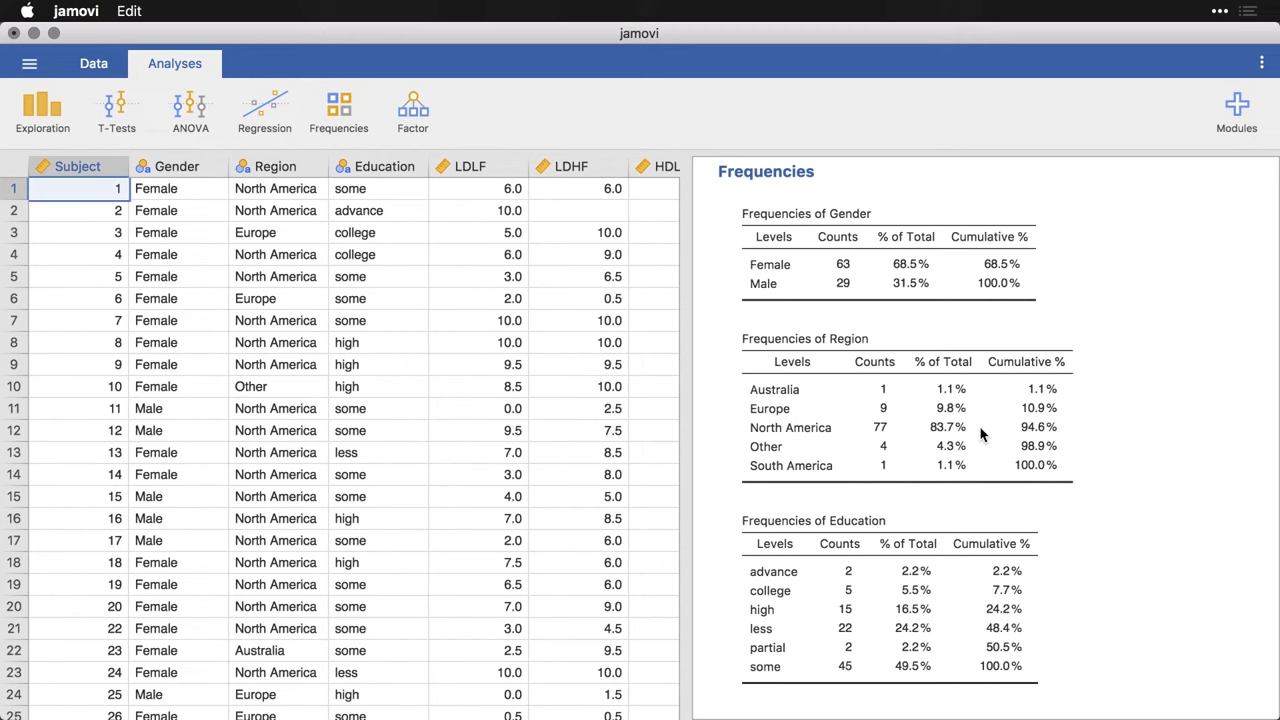 jamovi Edit
jamovi
Data Analyses
Exploration T-Tests ANOVA Regression Frequencies Factor Modules
Subject Gender Region Education LDLF LDHF HDL
1 1 Female North America some 6.0 6.0
2 2 Female North America advance 10.0
3 3 Female Europe college 5.0 10.0
4 4 Female North America college 6.0 9.0
5 5 Female North America some 3.0 6.5
6 6 Female Europe some 2.0 0.5
7 7 Female North America some 10.0 10.0
8 8 Female North America high 10.0 10.0
9 9 Female North America high 9.5 9.5
10 10 Female Other high 8.5 10.0
11 11 Male North America some 0.0 2.5
12 12 Male North America some 9.5 7.5
13 13 Female North America less 7.0 8.5
14 14 Female North America some 3.0 8.0
15 15 Male North America some 4.0 5.0
16 16 Male North America high 7.0 8.5
17 17 Male North America some 2.0 6.0
18 18 Female North America high 7.5 6.0
19 19 Female North America some 6.5 6.0
20 20 Female North America some 7.0 9.0
21 22 Female North America some 3.0 4.5
22 23 Female Australia some 2.5 9.5
23 24 Female North America less 10.0 10.0
24 25 Male Europe high 0.0 1.5
25 26 Female Europe some 0.5 0.5
Frequencies
Frequencies of Gender
Levels Counts % of Total Cumulative %
Female 63 68.5% 68.5%
Male 29 31.5% 100.0%
Frequencies of Region
Levels Counts % of Total Cumulative %
Australia 1 1.1% 1.1%
Europe 9 9.8% 10.9%
North America 77 83.7% 94.6%
Other 4 4.3% 98.9%
South America 1 1.1% 100.0%
Frequencies of Education
Levels Counts % of Total Cumulative %
advance 2 2.2% 2.2%
college 5 5.5% 7.7%
high 15 16.5% 24.2%
less 22 24.2% 48.4%
partial 2 2.2% 50.5%
some 45 49.5% 100.0%